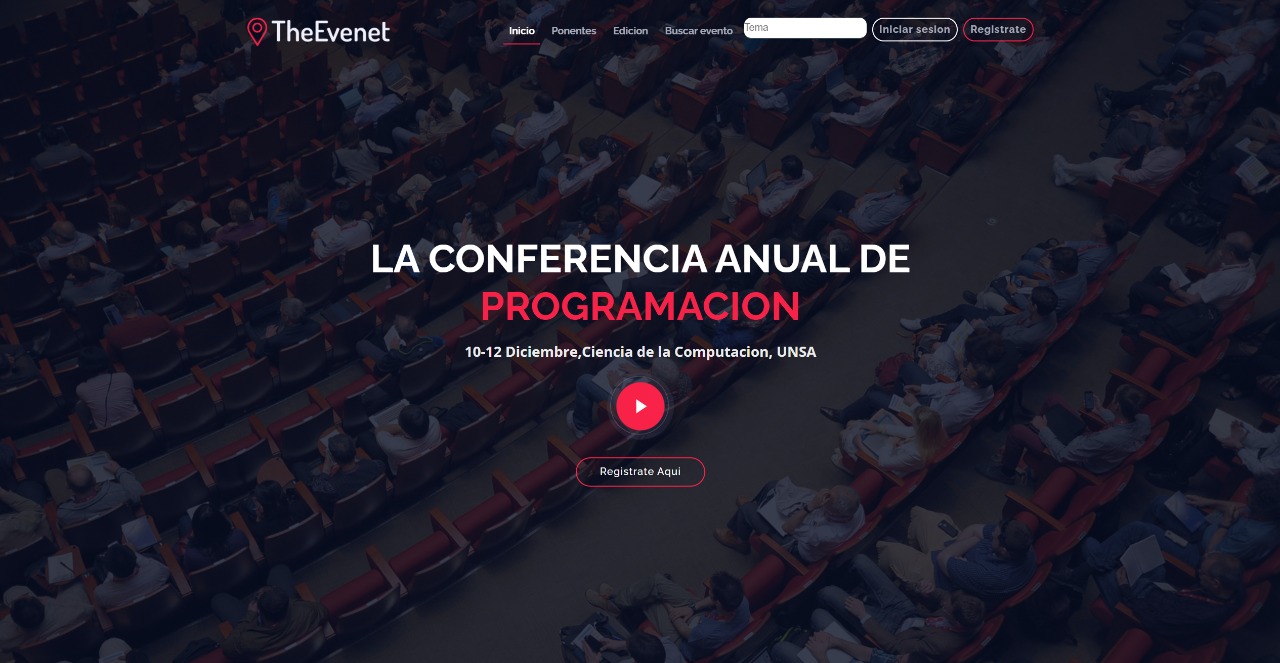 TheEvenet
Inicio Ponentes Edicion Buscar evento Tema Iniciar sesion Registrate
LA CONFERENCIA ANUAL DE
PROGRAMACION
10-12 Diciembre,Ciencia de la Computacion, UNSA
Registrate Aqui